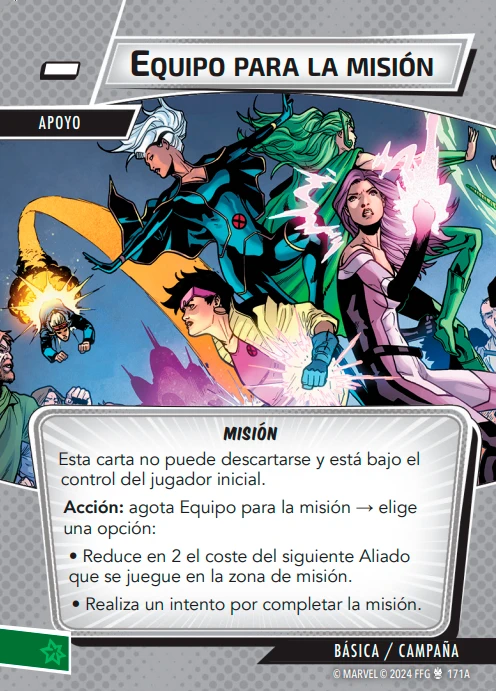 EQUIPO PARA LA MISIÓN
APOYO
MISIÓN
Esta carta no puede descartarse y está bajo el
control del jugador inicial.
Acción: agota Equipo para la misión → elige
una opción:
• Reduce en 2 el coste del siguiente Aliado
que se juegue en la zona de misión.
• Realiza un intento por completar la misión.
BÁSICA / CAMPAÑA
© MARVEL © 2024 FFG 171A